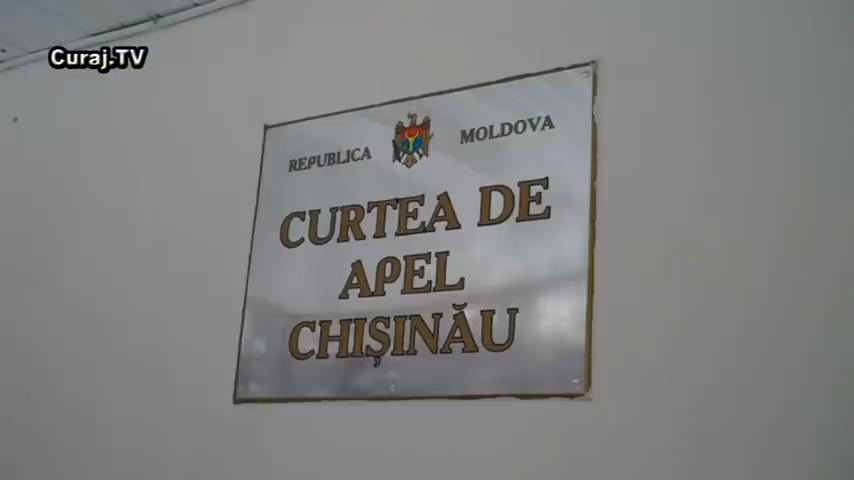 Curaj.TV
REPUBLICA MOLDOVA
CURTEA DE
APEL
CHIȘINĂU